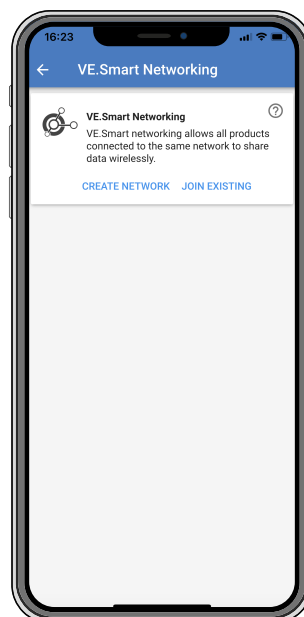 16:23
VE.Smart Networking
VE.Smart Networking
VE.Smart networking allows all products
connected to the same network to share
data wirelessly.
CREATE NETWORK JOIN EXISTING